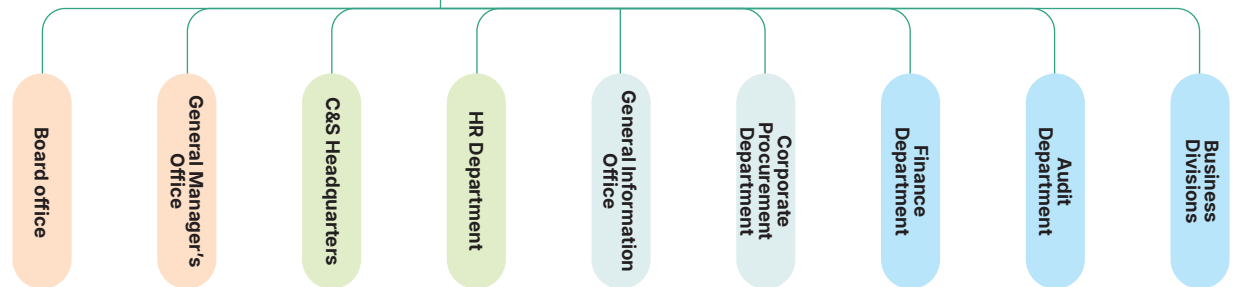 Board office
General Manager's
Office
C&S Headquarters
HR Department
General Information
Office
Corporate
Procurement
Department
Finance
Department
Audit
Department
Business
Divisions